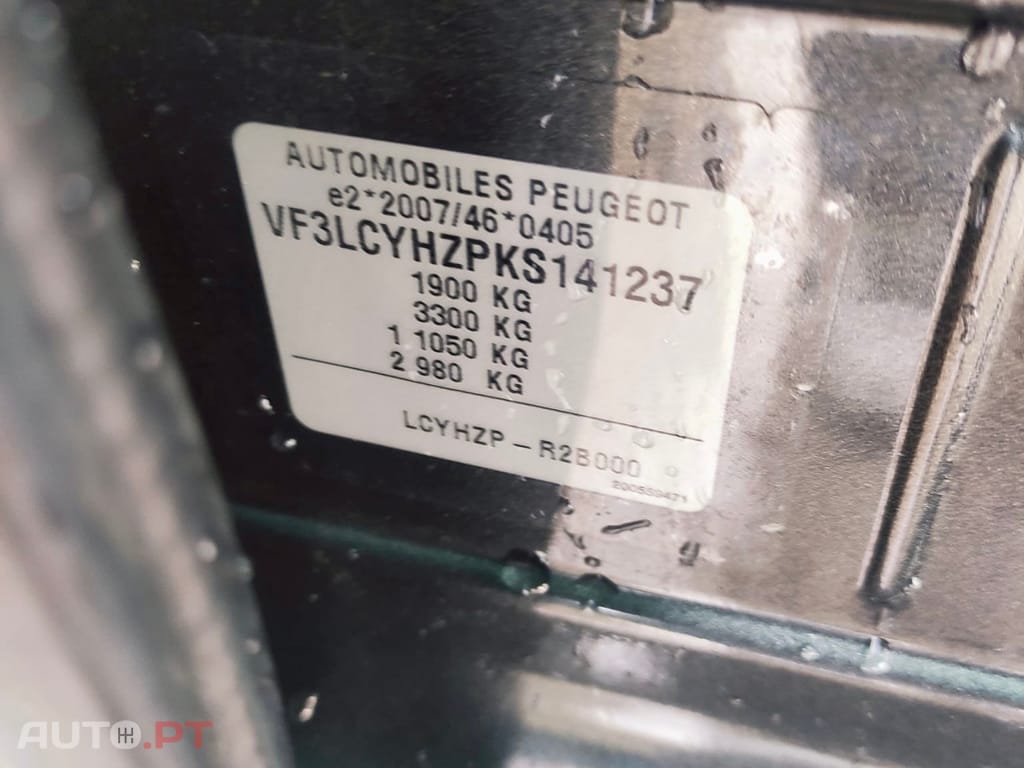 AUTOMOBILES PEUGEOT
e2*2007/46*0405
VF3LCYHZPKS141237
1900 KG
3300 KG
1 1050 KG
2 980 KG
LCYHZP - R2B000
AUTO.PT